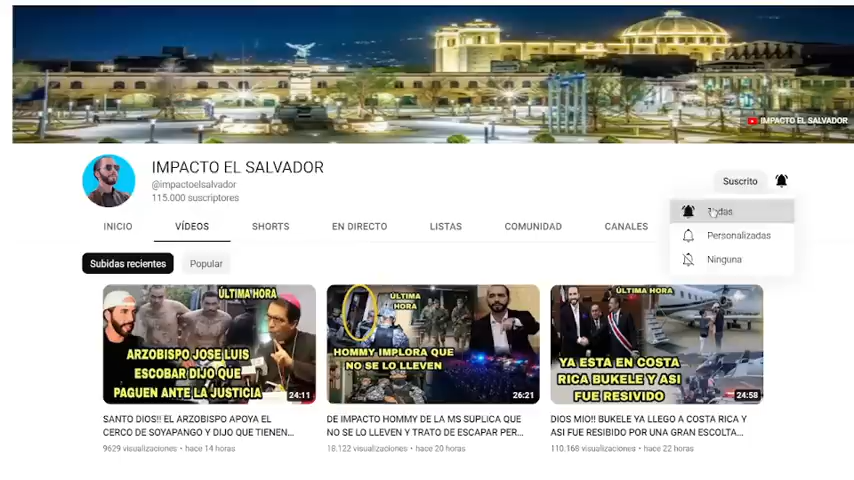 IMPACTO EL SALVADOR
IMPACTO EL SALVADOR
@impactoelsalvador
115.000 suscriptores
Suscrito
Todas
Personalizadas
Ninguna
INICIO
VÍDEOS
SHORTS
EN DIRECTO
LISTAS
COMUNIDAD
CANALES
Subidas recientes
Popular
ÚLTIMA HORA
ARZOBISPO JOSE LUIS
ESCOBAR DIJO QUE
PAGUEN ANTE LA JUSTICIA
24:11
ÚLTIMA
HORA
HOMMY IMPLORA QUE
NO SE LO LLEVEN
26:21
ÚLTIMA HORA
YA ESTA EN COSTA
RICA BUKELE Y ASI
FUE RESIVIDO
24:58
SANTO DIOS!! EL ARZOBISPO APOYA EL
CERCO DE SOYAPANGO Y DIJO QUE TIENEN...
9629 visualizaciones • hace 14 horas
DE IMPACTO HOMMY DE LA MS SUPLICA QUE
NO SE LO LLEVEN Y TRATO DE ESCAPAR PER...
18.122 visualizaciones • hace 20 horas
DIOS MIO!! BUKELE YA LLEGO A COSTA RICA Y
ASI FUE RESIBIDO POR UNA GRAN ESCOLTA...
110.168 visualizaciones • hace 22 horas